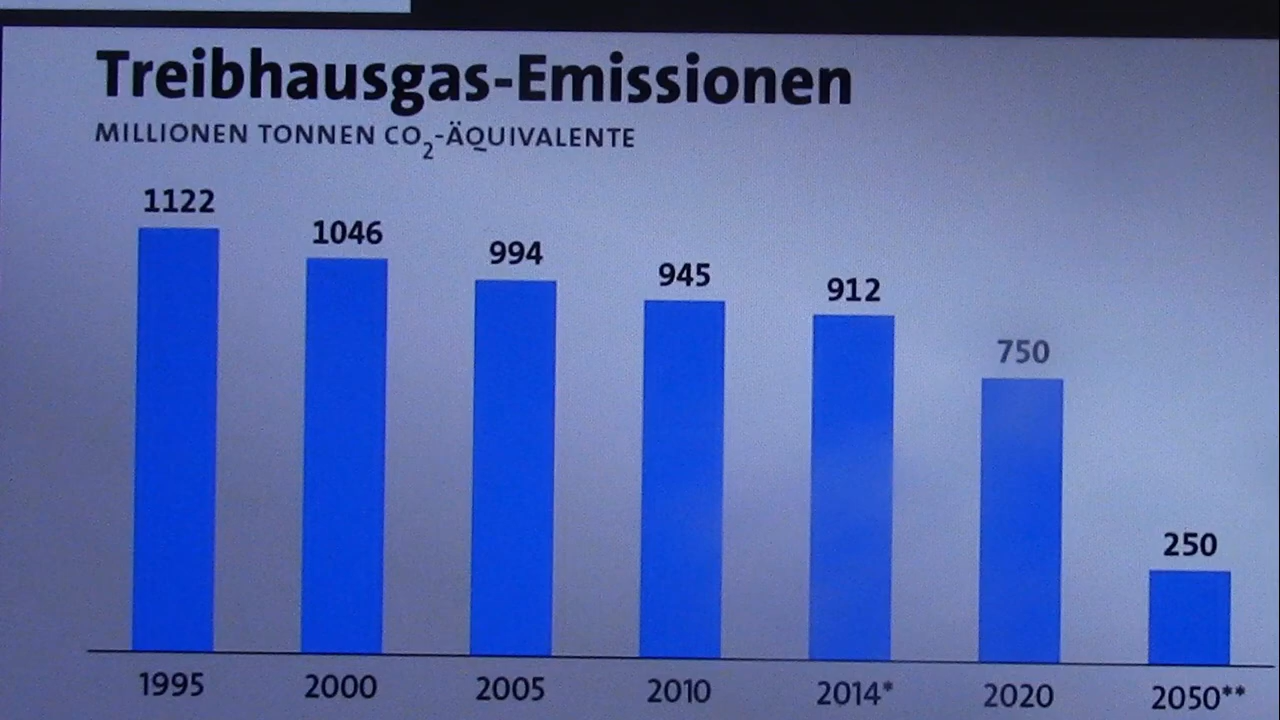 Treibhausgas-Emissionen
MILLIONEN TONNEN CO₂-ÄQUIVALENTE
1122
1046
994
945
912
750
250
1995 2000 2005 2010 2014* 2020 2050**